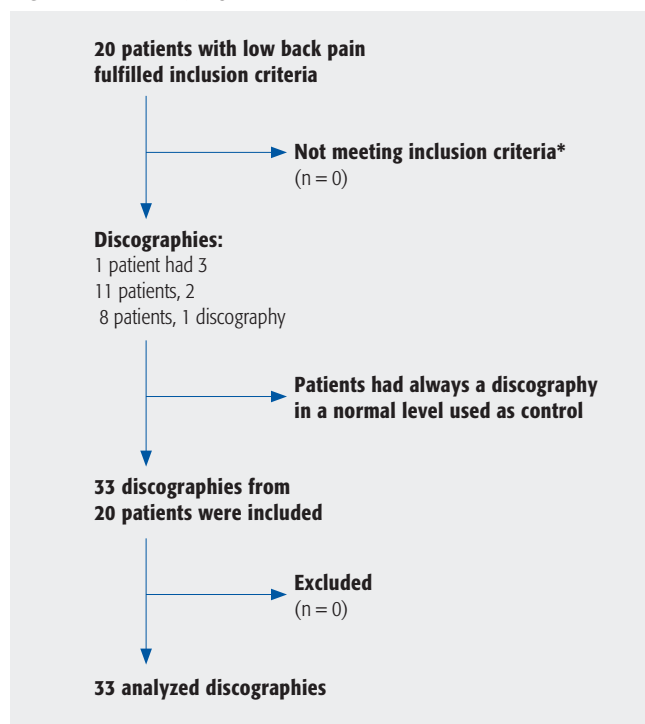 20 patients with low back pain
fulfilled inclusion criteria
Not meeting inclusion criteria*
(n = 0)
Discographies:
1 patient had 3
11 patients, 2
8 patients, 1 discography
Patients had always a discography
in a normal level used as control
33 discographies from
20 patients were included
Excluded
(n = 0)
33 analyzed discographies